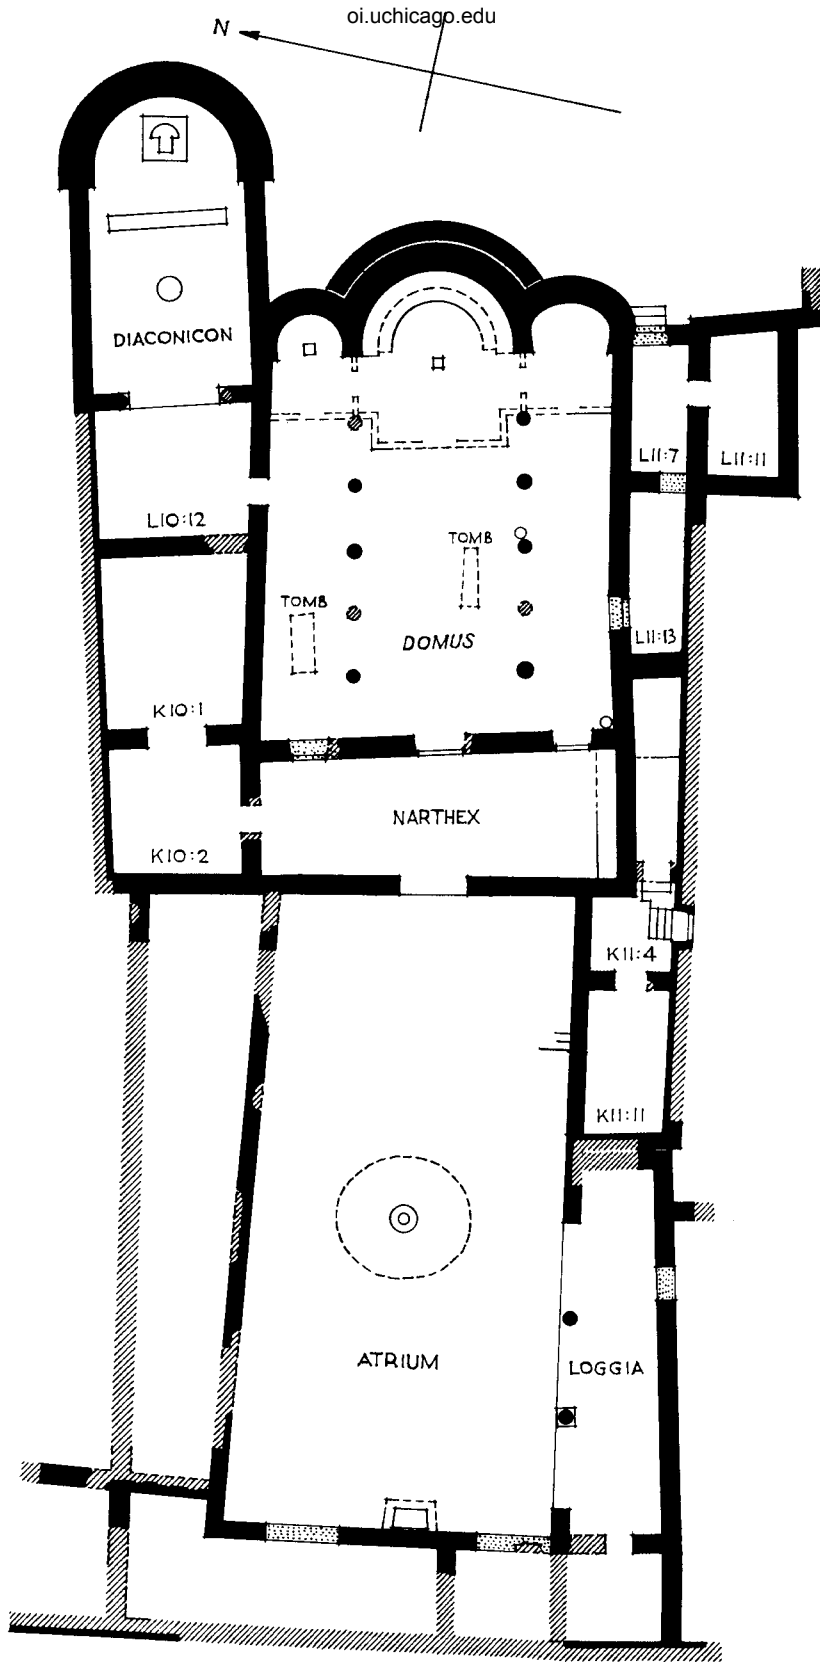 oi.uchicago.edu
N
DIACONICON
L11:7
L11:11
L10:12
TOMB
TOMB
DOMUS
L11:13
K10:1
NARTHEX
K10:2
K11:4
K11:11
ATRIUM
LOGGIA